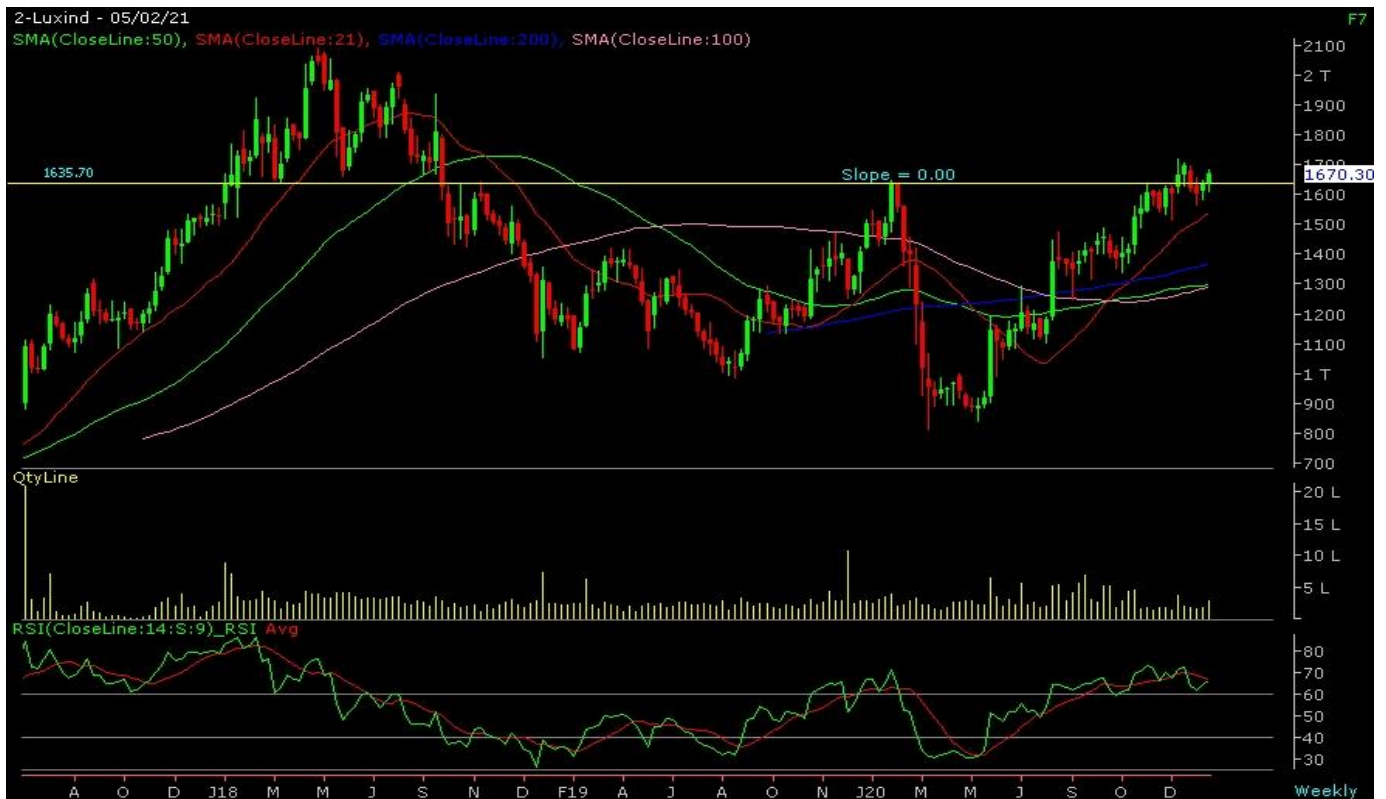 2-Luxind - 05/02/21
F7
SMA(CloseLine:50), SMA(CloseLine:21), SMA(CloseLine:200), SMA(CloseLine:100)
2100
2 T
1900
1800
1700
1635.70
Slope = 0.00
1670.30
1600
1500
1400
1300
1200
1100
1 T
900
800
700
QtyLine
20 L
15 L
10 L
5 L
RSI(CloseLine:14:S:9)_RSI Avg
80
70
60
50
40
30
A O D J18 M M J S N D F19 A J A O N J20 M M J S O D
Weekly